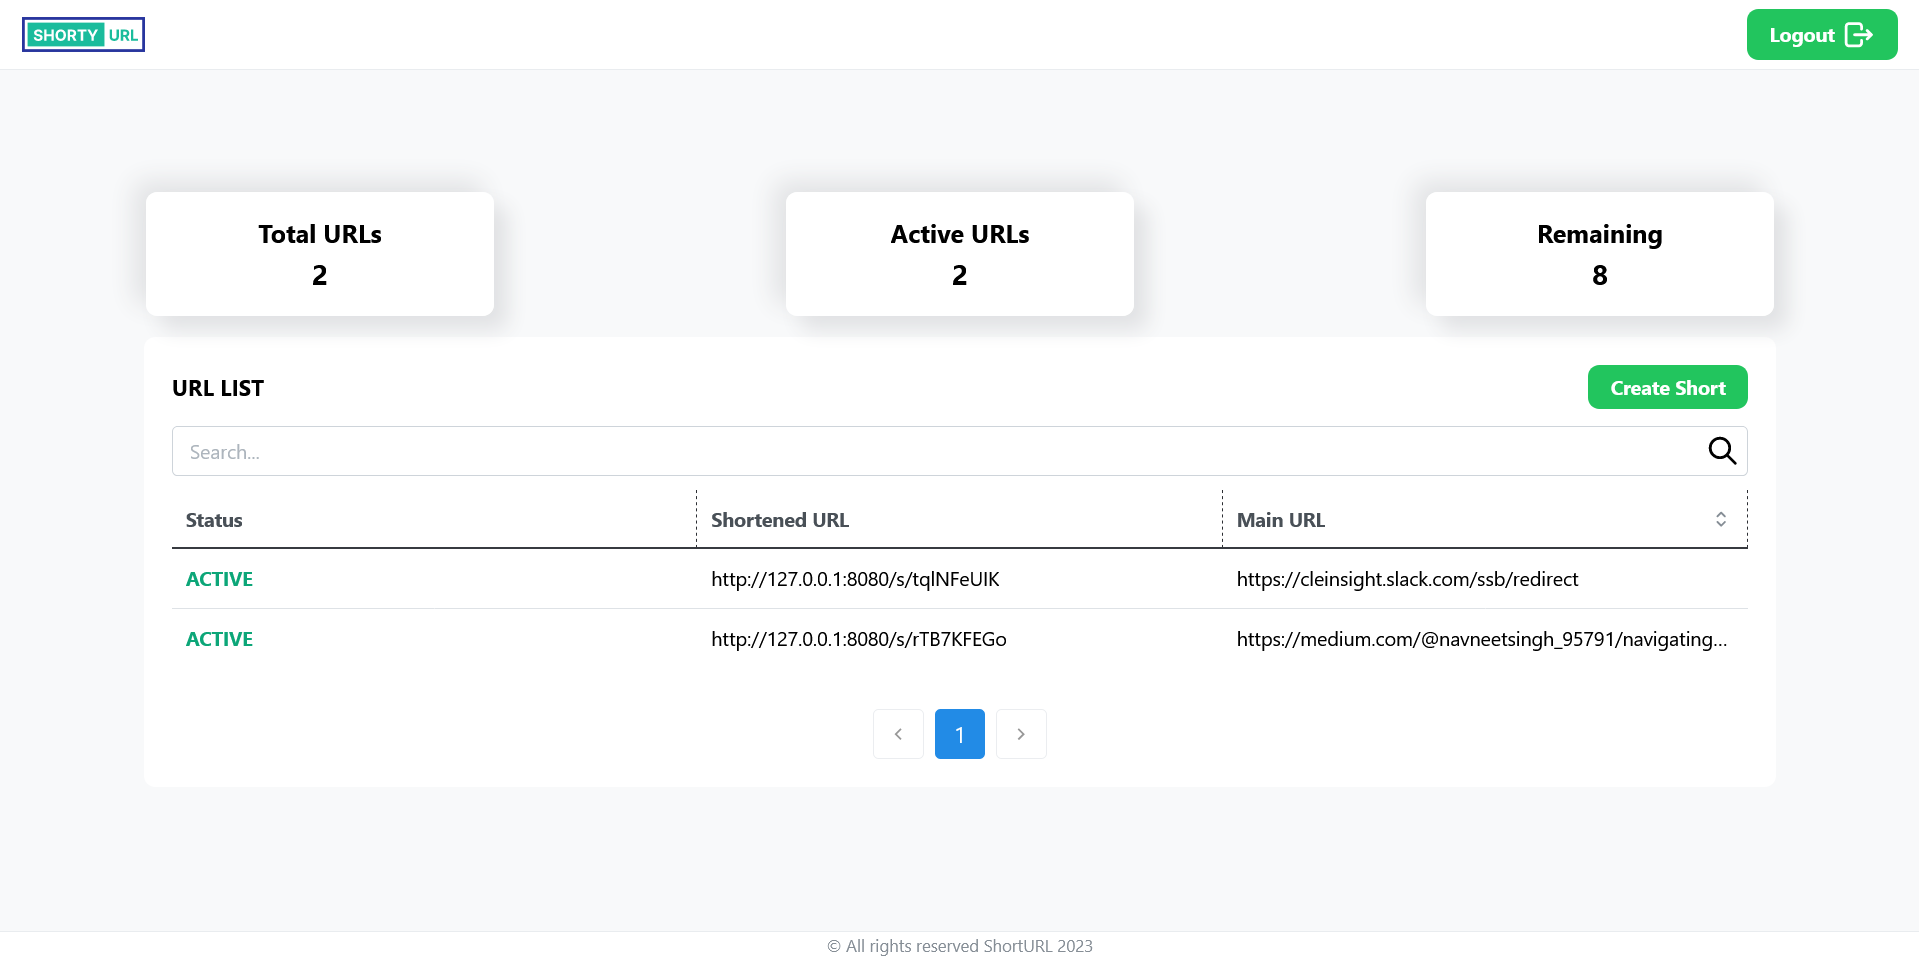 SHORTY URL
Logout
Total URLs
2
Active URLs
2
Remaining
8
URL LIST
Create Short
Search...
Status Shortened URL Main URL
ACTIVE http://127.0.0.1:8080/s/tqlNFeUIK https://cleinsight.slack.com/ssb/redirect
ACTIVE http://127.0.0.1:8080/s/rTB7KFEGo https://medium.com/@navneetsingh_95791/navigating...
1
© All rights reserved ShortURL 2023